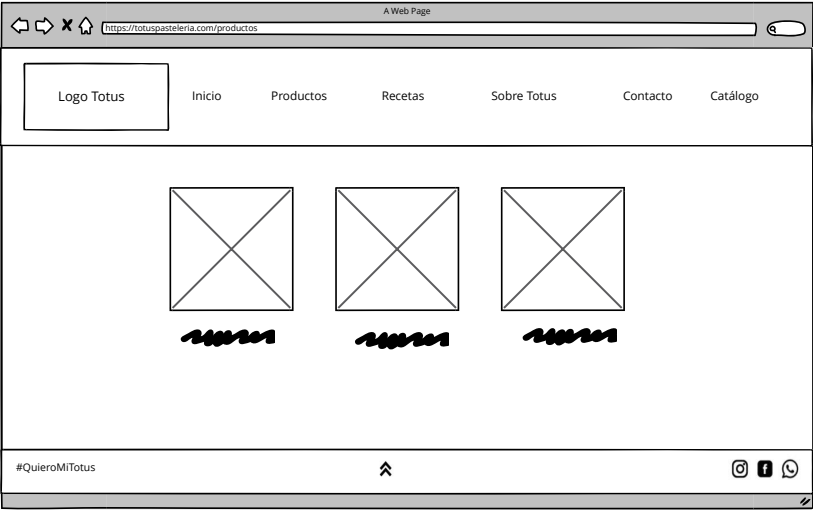 A Web Page
https://totuspasteleria.com/productos
Logo Totus
Inicio
Productos
Recetas
Sobre Totus
Contacto
Catálogo
#QuieroMiTotus